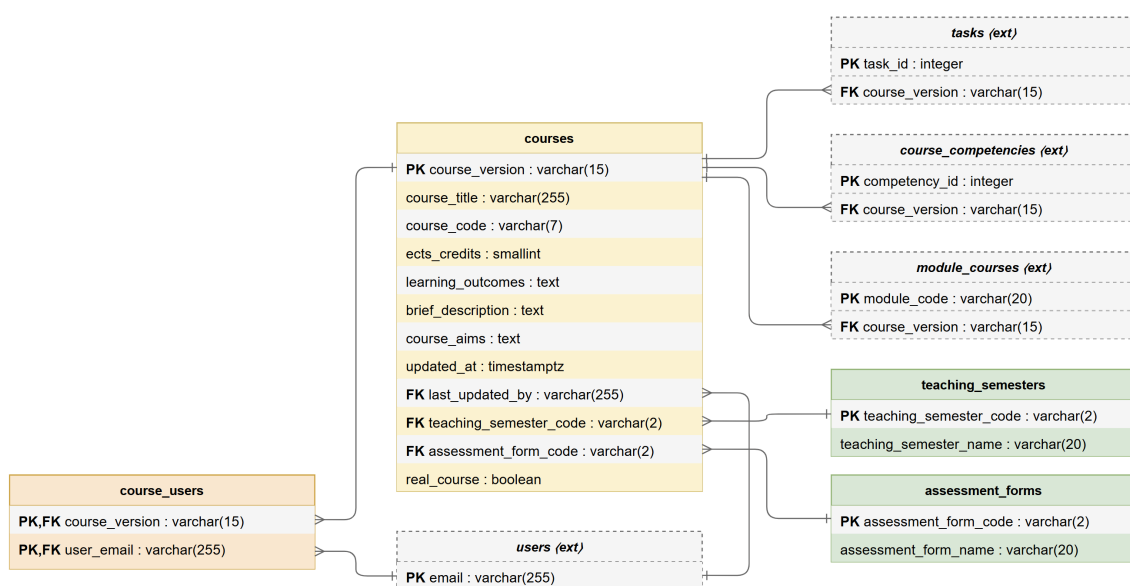 tasks (ext)
PK task_id : integer
FK course_version : varchar(15)
course_competencies (ext)
PK competency_id : integer
FK course_version : varchar(15)
module_courses (ext)
PK module_code : varchar(20)
FK course_version : varchar(15)
courses
PK course_version : varchar(15)
course_title : varchar(255)
course_code : varchar(7)
ects_credits : smallint
learning_outcomes : text
brief_description : text
course_aims : text
updated_at : timestamptz
FK last_updated_by : varchar(255)
FK teaching_semester_code : varchar(2)
FK assessment_form_code : varchar(2)
real_course : boolean
teaching_semesters
PK teaching_semester_code : varchar(2)
teaching_semester_name : varchar(20)
assessment_forms
PK assessment_form_code : varchar(2)
assessment_form_name : varchar(20)
course_users
PK,FK course_version : varchar(15)
PK,FK user_email : varchar(255)
users (ext)
PK email : varchar(255)